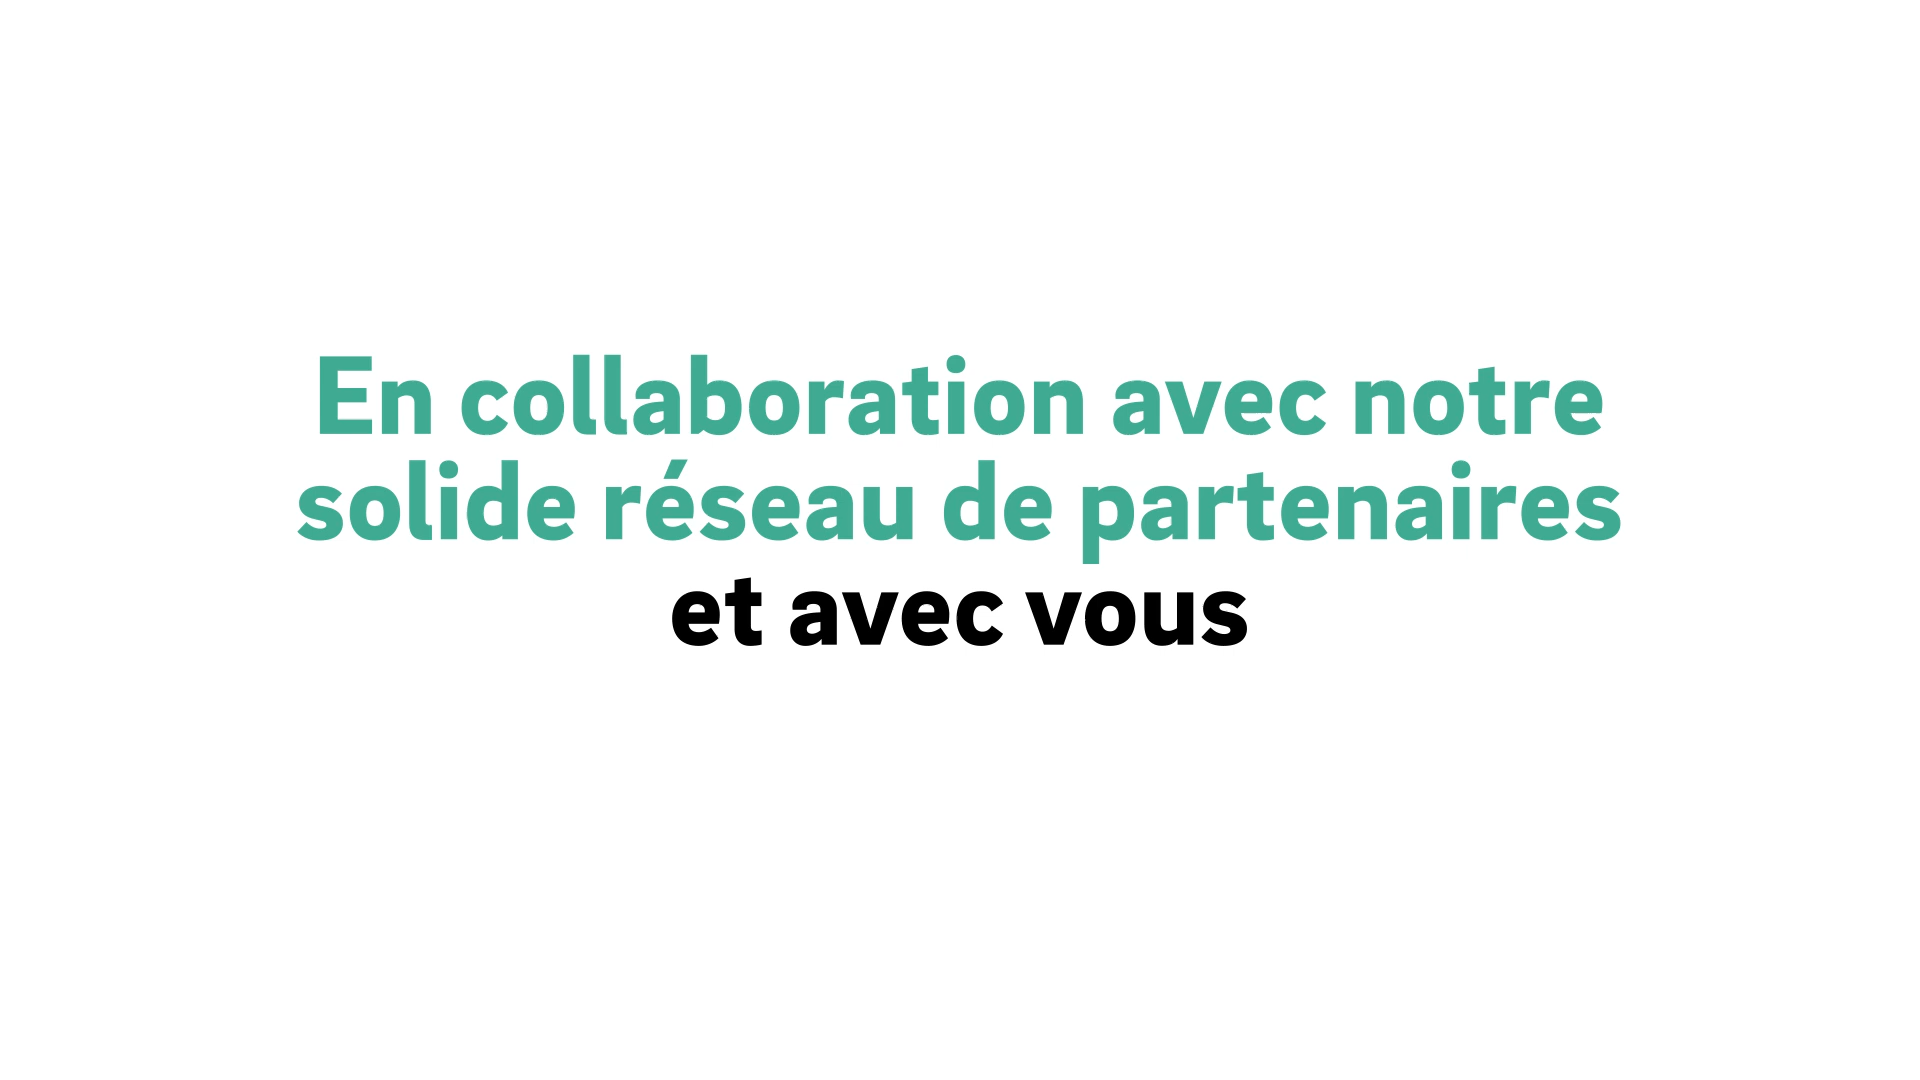 En collaboration avec notre
solide réseau de partenaires
et avec vous